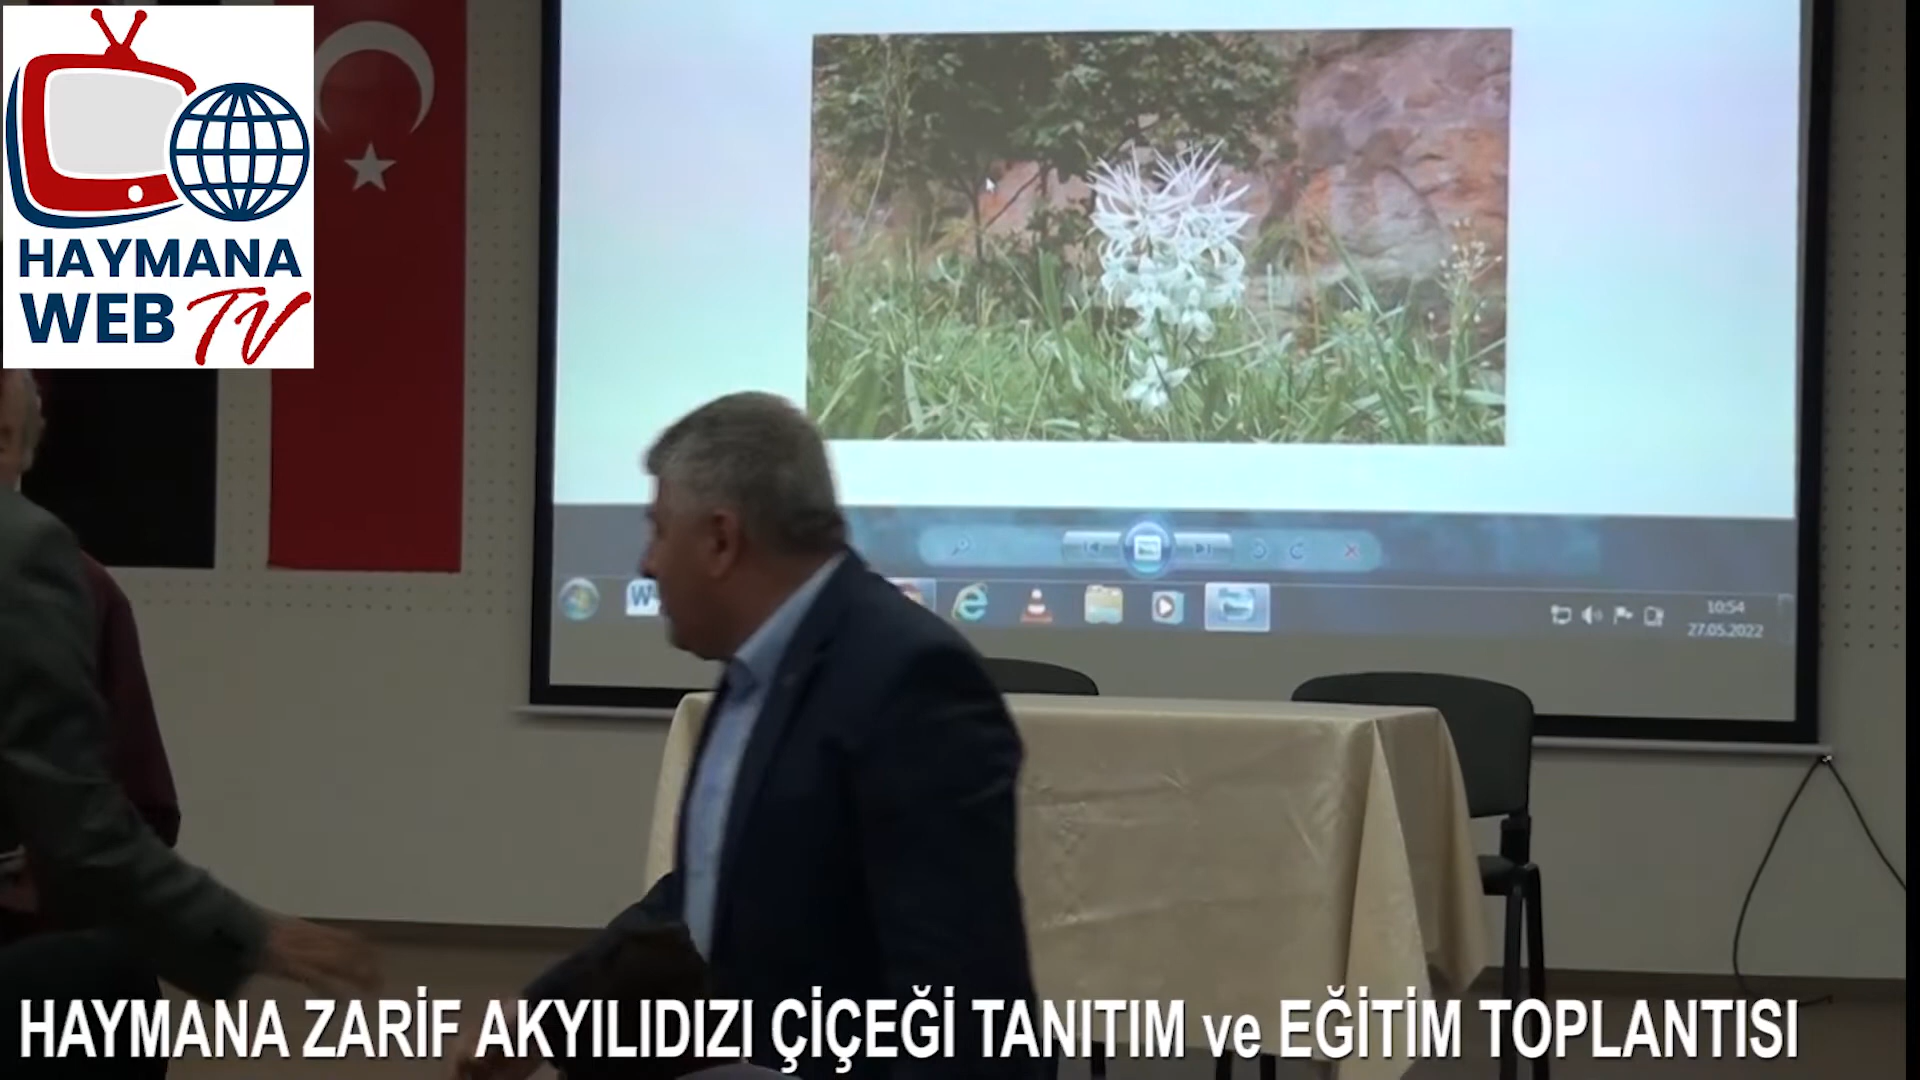 HAYMANA
WEB TV
W
10:54
27.05.2022
HAYMANA ZARİF AKYILIDIZI ÇİÇEĞİ TANITIM ve EĞİTİM TOPLANTISI